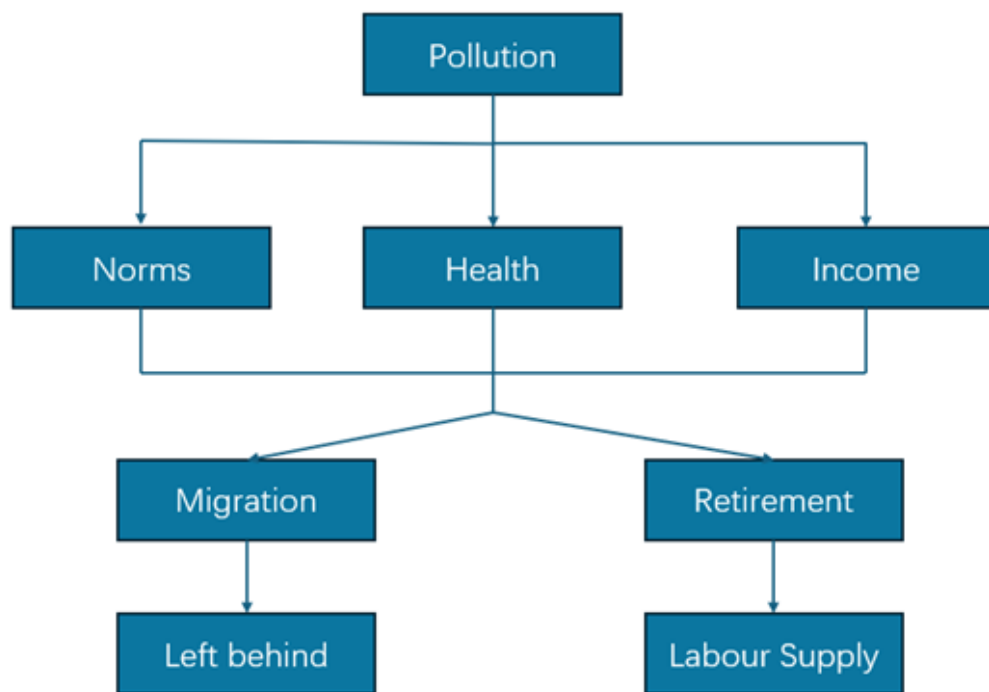 Pollution
Norms
Health
Income
Migration
Retirement
Left behind
Labour Supply